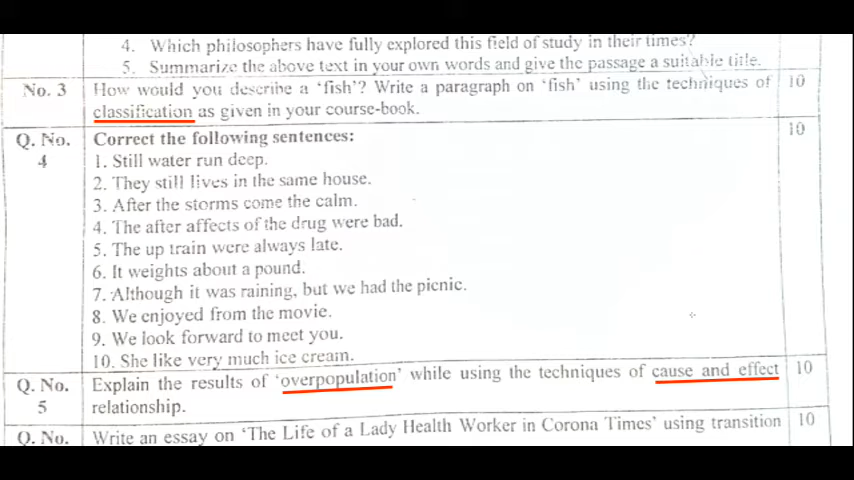 4. Which philosophers have fully explored this field of study in their times?
5. Summarize the above text in your own words and give the passage a suitable title.
No. 3 How would you describe a 'fish'? Write a paragraph on 'fish' using the techniques of 10
classification as given in your course-book.
Q. No. Correct the following sentences: 10
4 1. Still water run deep.
2. They still lives in the same house.
3. After the storms come the calm.
4. The after affects of the drug were bad.
5. The up train were always late.
6. It weights about a pound.
7. Although it was raining, but we had the picnic.
8. We enjoyed from the movie.
9. We look forward to meet you.
10. She like very much ice cream.
Q. No. Explain the results of 'overpopulation' while using the techniques of cause and effect 10
5 relationship.
Q. No. Write an essay on 'The Life of a Lady Health Worker in Corona Times' using transition 10